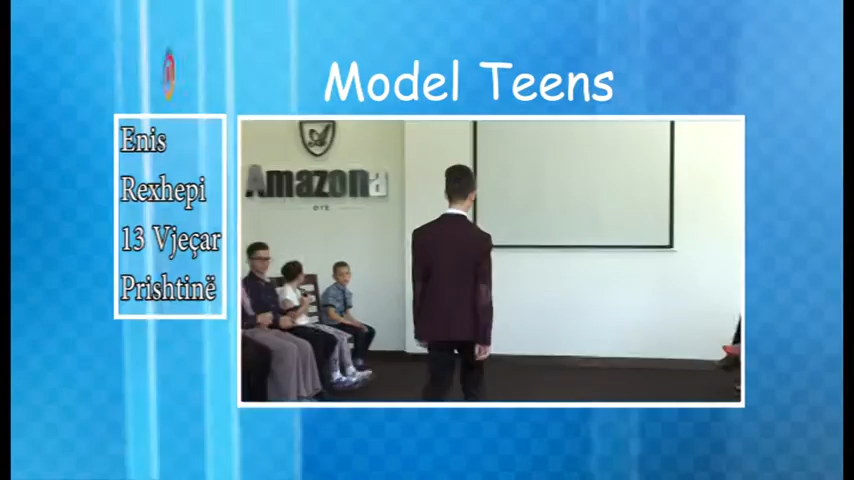 Model Teens
Enis
Rexhepi
13 Vjeçar
Prishtinë
Amazona